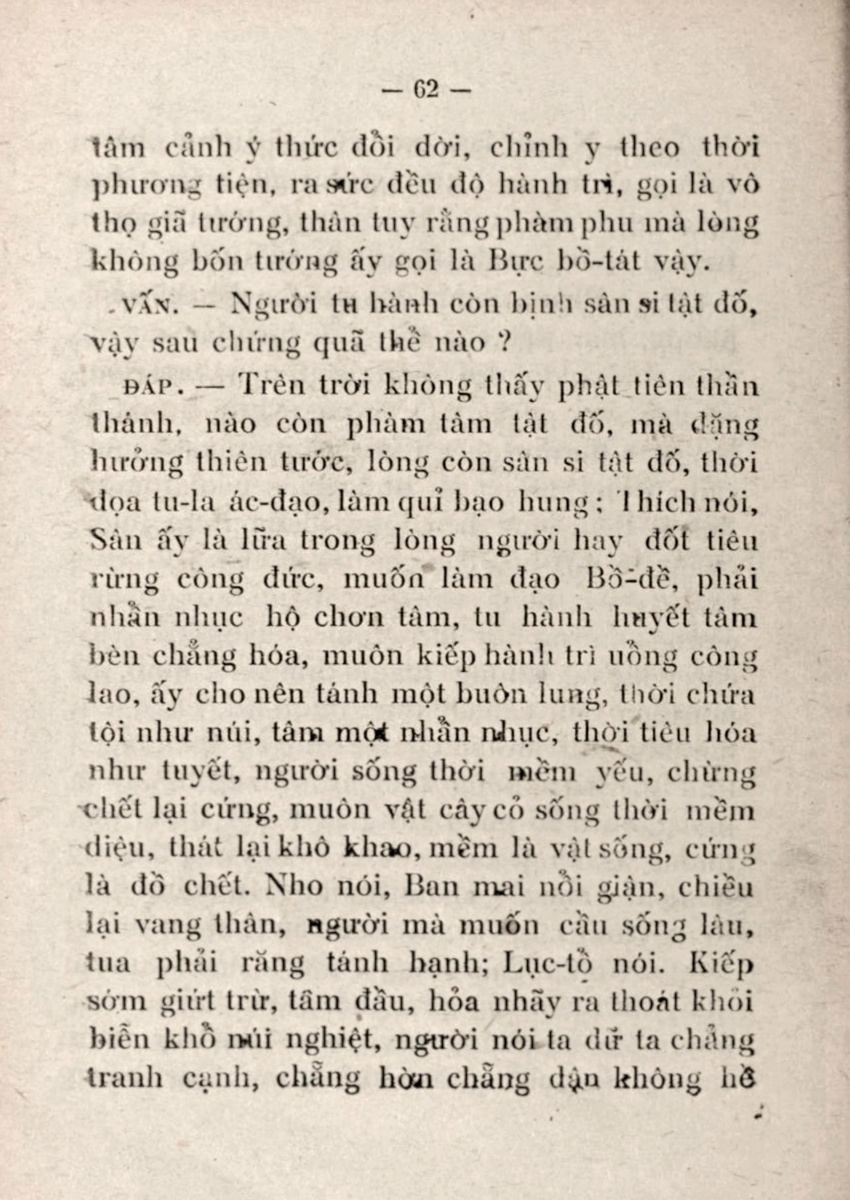 — 62 —
tâm cảnh ý thức đổi dời, chỉnh y theo thời
phương tiện, ra sức đều độ hành trì, gọi là vô
thọ giã tướng, thân tuy rằng phàm phu mà lòng
không bốn tướng ấy gọi là Bực bồ-tát vậy.
VẤN. — Người tu hành còn bịnh sân si tật đố,
vậy sau chứng quã thể nào ?
ĐÁP. — Trên trời không thấy phật tiên thần
thánh, nào còn phàm tâm tật đố, mà đặng
hưởng thiên tước, lòng còn sân si tật đố, thời
đọa tu-la ác-đạo, làm quỉ bạo hung; Thích nói,
Sân ấy là lữa trong lòng người hay đốt tiêu
rừng công đức, muốn làm đạo Bồ-đề, phải
nhẫn nhục hộ chơn tâm, tu hành huyết tâm
bèn chẳng hóa, muôn kiếp hành trì uổng công
lao, ấy cho nên tánh một buôn lung, thời chứa
tội như núi, tâm một nhẫn nhục, thời tiêu hóa
như tuyết, người sống thời mềm yếu, chừng
chết lại cứng, muôn vật cây cỏ sống thời mềm
diệu, thát lại khô khao, mềm là vật sống, cứng
là đồ chết. Nho nói, Ban mai nổi giận, chiều
lại vang thân, người mà muốn cầu sống lâu,
tua phải răng tánh hạnh; Lục-tổ nói. Kiếp
sớm giứt trừ, tâm đầu, hỏa nhãy ra thoát khỏi
biển khổ núi nghiệt, người nói ta dử ta chẳng
tranh cạnh, chẳng hờn chẳng dận không hề